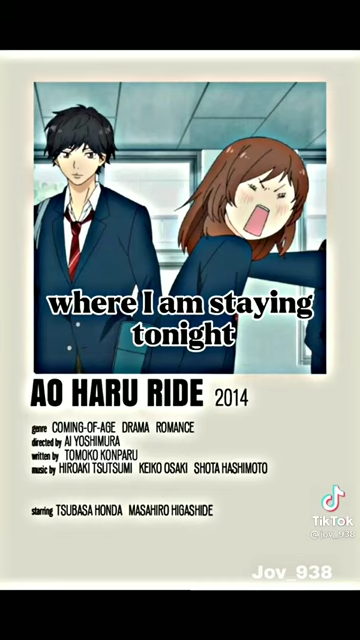 where I am staying
tonight
AO HARU RIDE 2014
genre COMING-OF-AGE DRAMA ROMANCE
directed by AI YOSHIMURA
written by TOMOKO KONPARU
music by HIROAKI TSUTSUMI KEIKO OSAKI SHOTA HASHIMOTO
starring TSUBASA HONDA MASAHIRO HIGASHIDE
TikTok
@jov_938
Jov_938